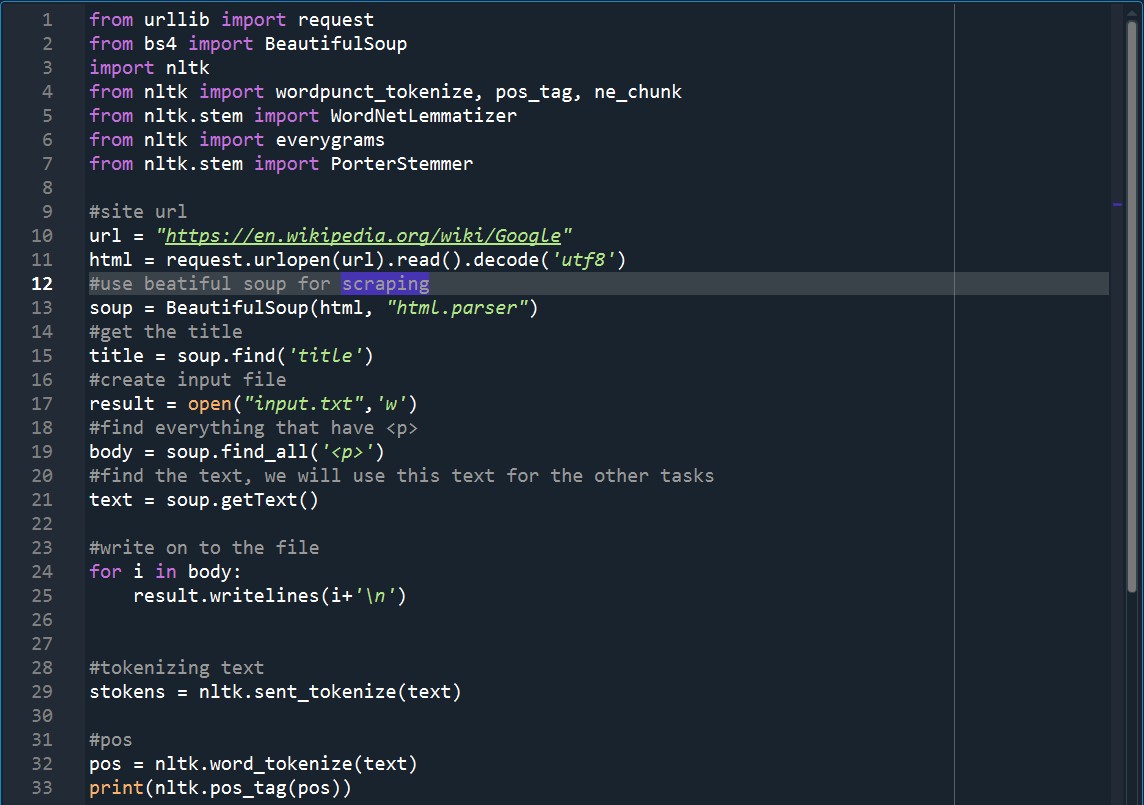 1 from urllib import request
2 from bs4 import BeautifulSoup
3 import nltk
4 from nltk import wordpunct_tokenize, pos_tag, ne_chunk
5 from nltk.stem import WordNetLemmatizer
6 from nltk import everygrams
7 from nltk.stem import PorterStemmer
8
9 #site url
10 url = "https://en.wikipedia.org/wiki/Google"
11 html = request.urlopen(url).read().decode('utf8')
12 #use beatiful soup for scraping
13 soup = BeautifulSoup(html, "html.parser")
14 #get the title
15 title = soup.find('title')
16 #create input file
17 result = open("input.txt",'w')
18 #find everything that have <p>
19 body = soup.find_all('<p>')
20 #find the text, we will use this text for the other tasks
21 text = soup.getText()
22
23 #write on to the file
24 for i in body:
25     result.writelines(i+'\n')
26
27
28 #tokenizing text
29 stokens = nltk.sent_tokenize(text)
30
31 #pos
32 pos = nltk.word_tokenize(text)
33 print(nltk.pos_tag(pos))